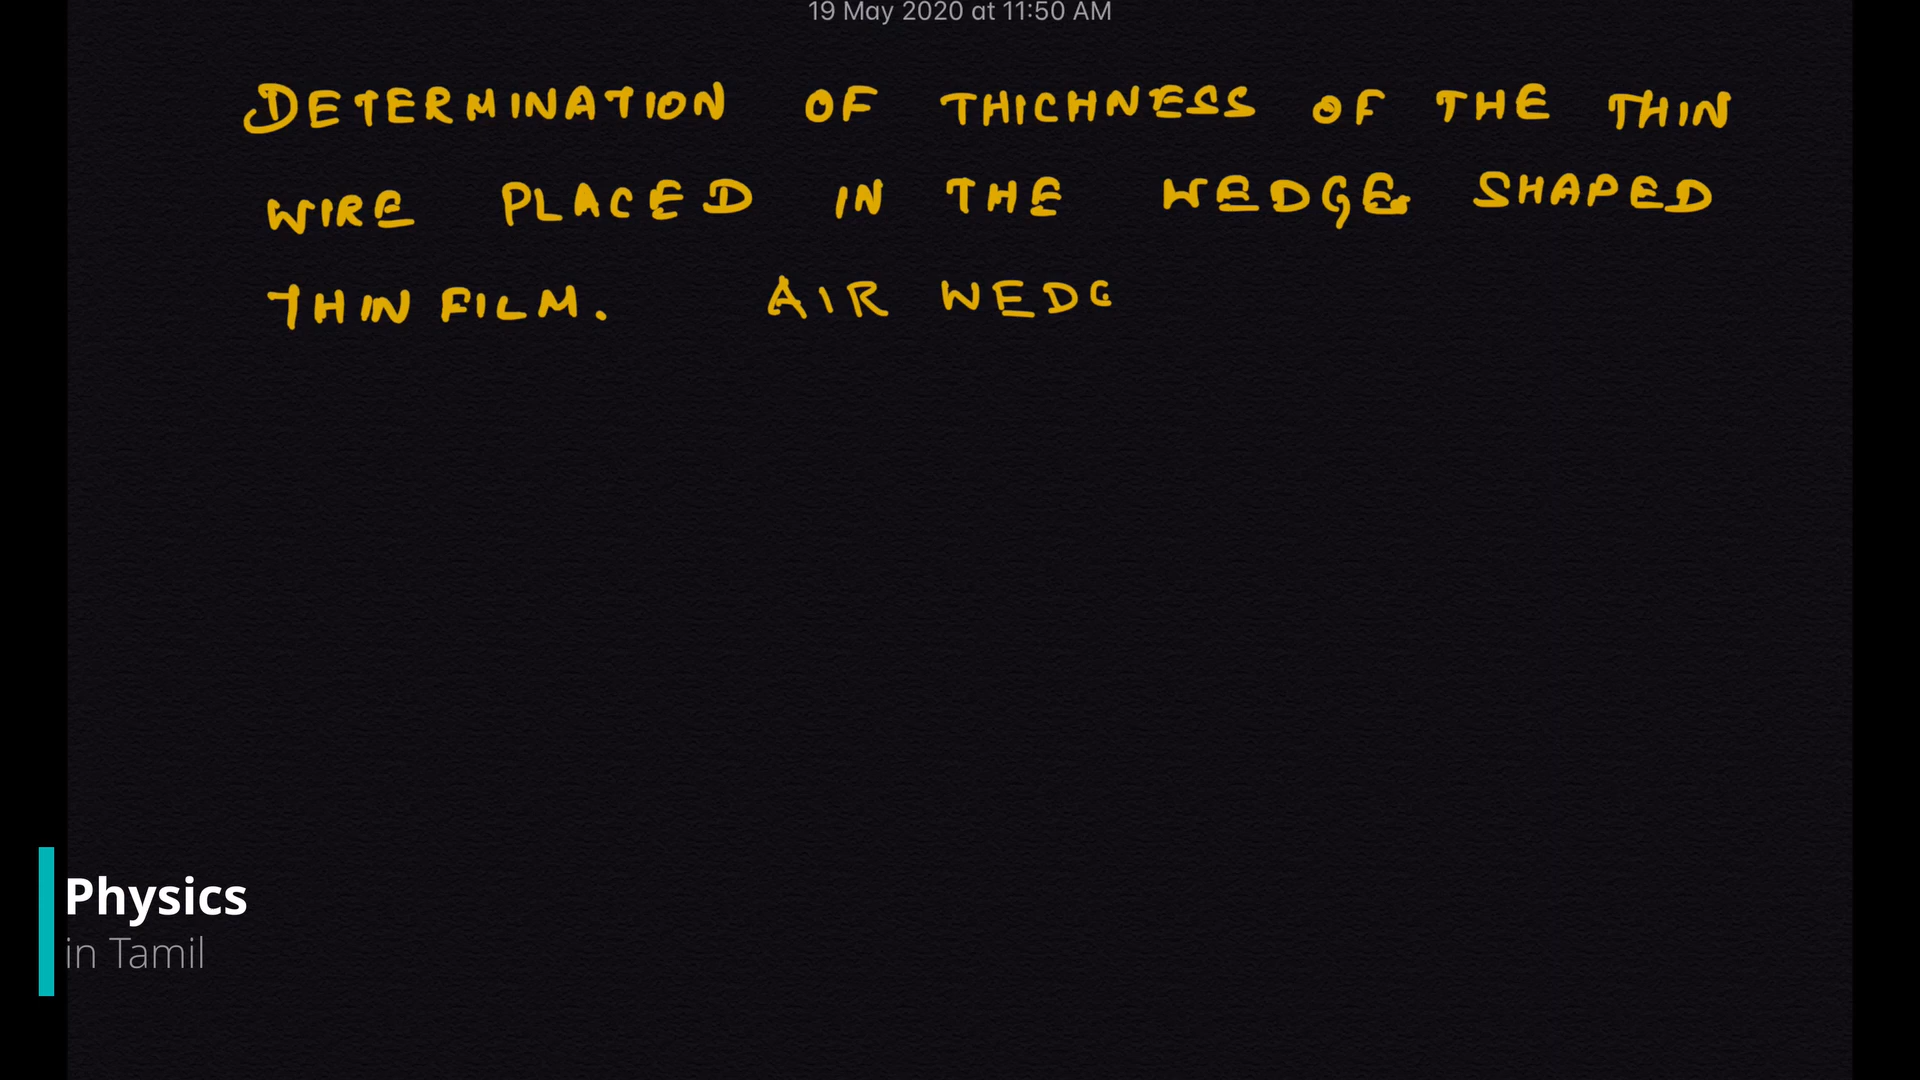 19 May 2020 at 11:50 AM
DETERMINATION OF THICHNESS OF THE THIN
WIRE PLACED IN THE WEDGE SHAPED
THIN FILM. AIR WEDG
Physics
in Tamil